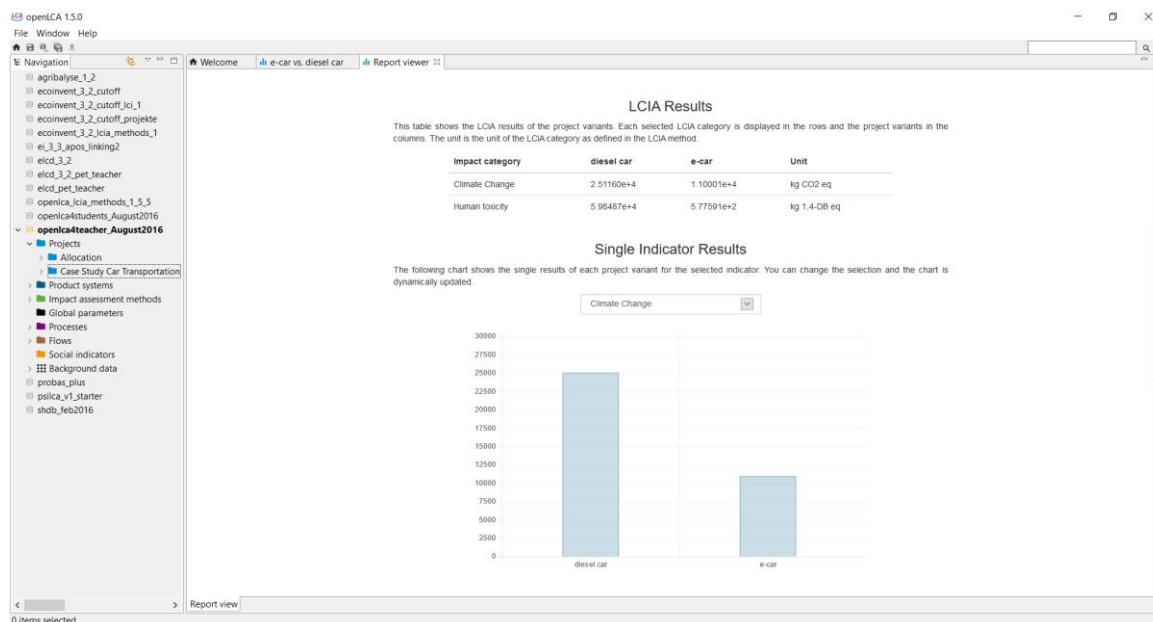 openLCA 1.5.0
File Window Help
Navigation
Welcome
e-car vs. diesel car
Report viewer
agribalyse_1_2
ecoinvent_3_2_cutoff
ecoinvent_3_2_cutoff_lci_1
ecoinvent_3_2_cutoff_projekte
ecoinvent_3_2_lcia_methods_1
ei_3_3_apos_linking2
elcd_3_2
elcd_3_2_pet_teacher
elcd_pet_teacher
openlca_lcia_methods_1_5_5
openlca4students_August2016
openlca4teacher_August2016
Projects
Allocation
Case Study Car Transportation
Product systems
Impact assessment methods
Global parameters
Processes
Flows
Social indicators
Background data
probas_plus
psilca_v1_starter
shdb_feb2016
LCIA Results
This table shows the LCIA results of the project variants. Each selected LCIA category is displayed in the rows and the project variants in the
columns. The unit is the unit of the LCIA category as defined in the LCIA method.
Impact category diesel car e-car Unit
Climate Change 2.51160e+4 1.10001e+4 kg CO2 eq
Human toxicity 5.98487e+4 5.77591e+2 kg 1,4-DB eq
Single Indicator Results
The following chart shows the single results of each project variant for the selected indicator. You can change the selection and the chart is
dynamically updated.
Climate Change
30000
27500
25000
22500
20000
17500
15000
12500
10000
7500
5000
2500
0
diesel car e-car
Report view
0 items selected